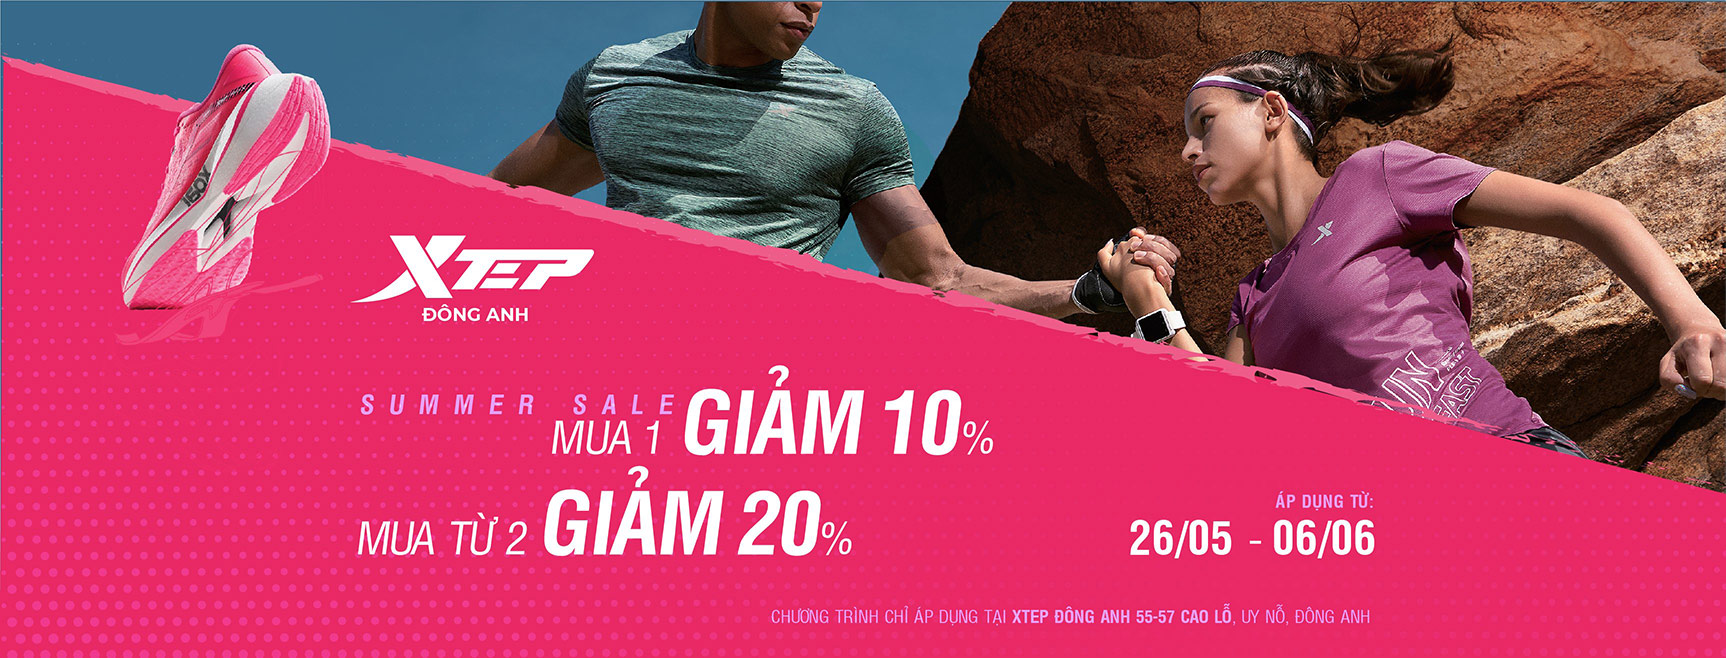 160X
XTEP
ĐÔNG ANH
SUMMER SALE
MUA 1 GIẢM 10%
MUA TỪ 2 GIẢM 20%
ÁP DỤNG TỪ:
26/05 - 06/06
CHƯƠNG TRÌNH CHỈ ÁP DỤNG TẠI XTEP ĐÔNG ANH 55-57 CAO LỖ, UY NỖ, ĐÔNG ANH